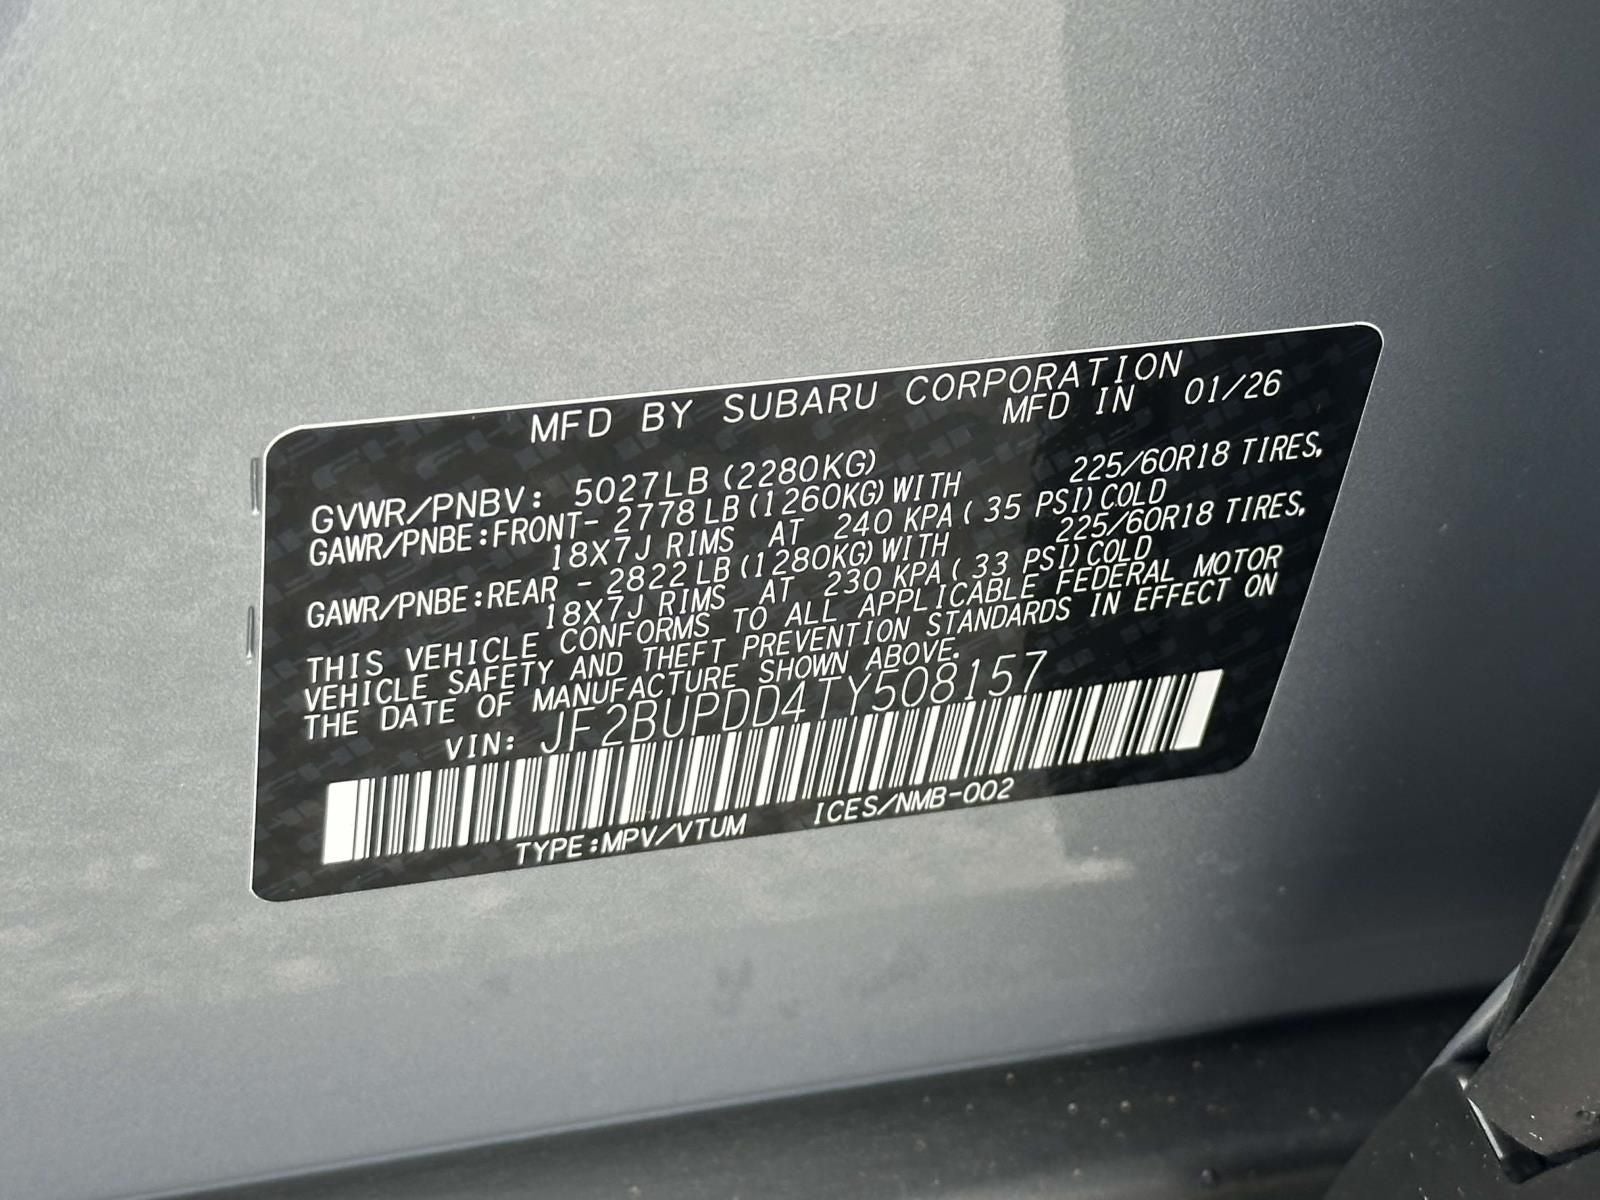 MFD BY SUBARU CORPORATION
MFD IN 01/26
GVWR/PNBV: 5027LB (2280KG)
GAWR/PNBE:FRONT- 2778 LB (1260KG) WITH 225/60R18 TIRES,
18X7J RIMS AT 240 KPA ( 35 PSI) COLD
GAWR/PNBE:REAR - 2822 LB (1280KG) WITH 225/60R18 TIRES,
18X7J RIMS AT 230 KPA ( 33 PSI) COLD
THIS VEHICLE CONFORMS TO ALL APPLICABLE FEDERAL MOTOR
VEHICLE SAFETY AND THEFT PREVENTION STANDARDS IN EFFECT ON
THE DATE OF MANUFACTURE SHOWN ABOVE.
VIN: JF2BUPDD4TY508157
TYPE:MPV/VTUM ICES/NMB-002